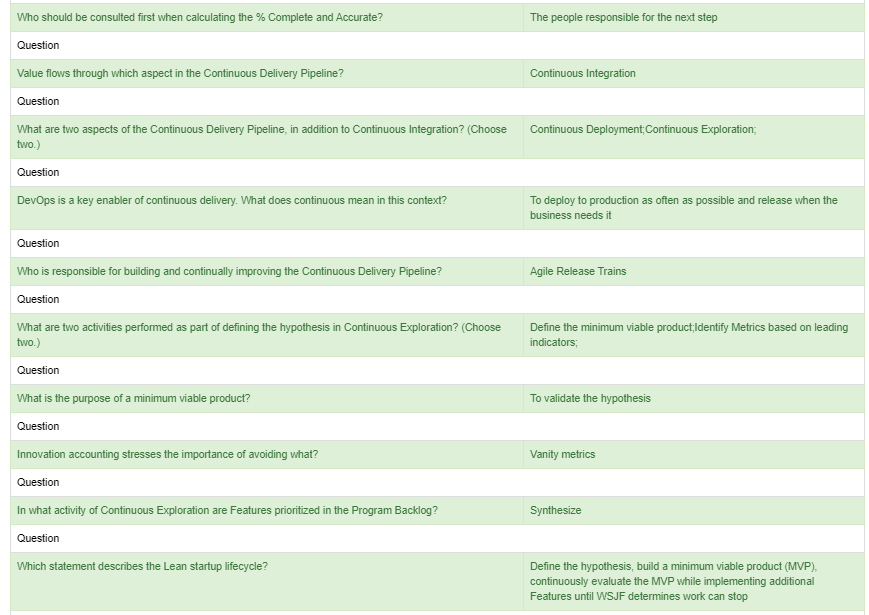 Who should be consulted first when calculating the % Complete and Accurate?
The people responsible for the next step
Question
Value flows through which aspect in the Continuous Delivery Pipeline?
Continuous Integration
Question
What are two aspects of the Continuous Delivery Pipeline, in addition to Continuous Integration? (Choose
two.)
Continuous Deployment;Continuous Exploration;
Question
DevOps is a key enabler of continuous delivery. What does continuous mean in this context?
To deploy to production as often as possible and release when the
business needs it
Question
Who is responsible for building and continually improving the Continuous Delivery Pipeline?
Agile Release Trains
Question
What are two activities performed as part of defining the hypothesis in Continuous Exploration? (Choose
two.)
Define the minimum viable product;Identify Metrics based on leading
indicators;
Question
What is the purpose of a minimum viable product?
To validate the hypothesis
Question
Innovation accounting stresses the importance of avoiding what?
Vanity metrics
Question
In what activity of Continuous Exploration are Features prioritized in the Program Backlog?
Synthesize
Question
Which statement describes the Lean startup lifecycle?
Define the hypothesis, build a minimum viable product (MVP),
continuously evaluate the MVP while implementing additional
Features until WSJF determines work can stop